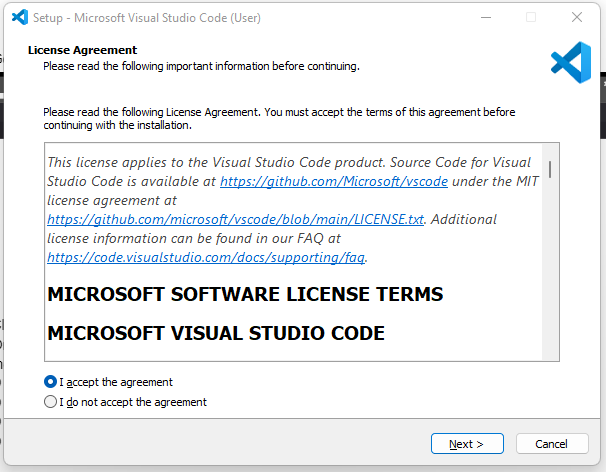 Setup - Microsoft Visual Studio Code (User)
License Agreement
Please read the following important information before continuing.
Please read the following License Agreement. You must accept the terms of this agreement before
continuing with the installation.
This license applies to the Visual Studio Code product. Source Code for Visual
Studio Code is available at https://github.com/Microsoft/vscode under the MIT
license agreement at
https://github.com/microsoft/vscode/blob/main/LICENSE.txt. Additional
license information can be found in our FAQ at
https://code.visualstudio.com/docs/supporting/faq.
MICROSOFT SOFTWARE LICENSE TERMS
MICROSOFT VISUAL STUDIO CODE
I accept the agreement
I do not accept the agreement
Next >
Cancel